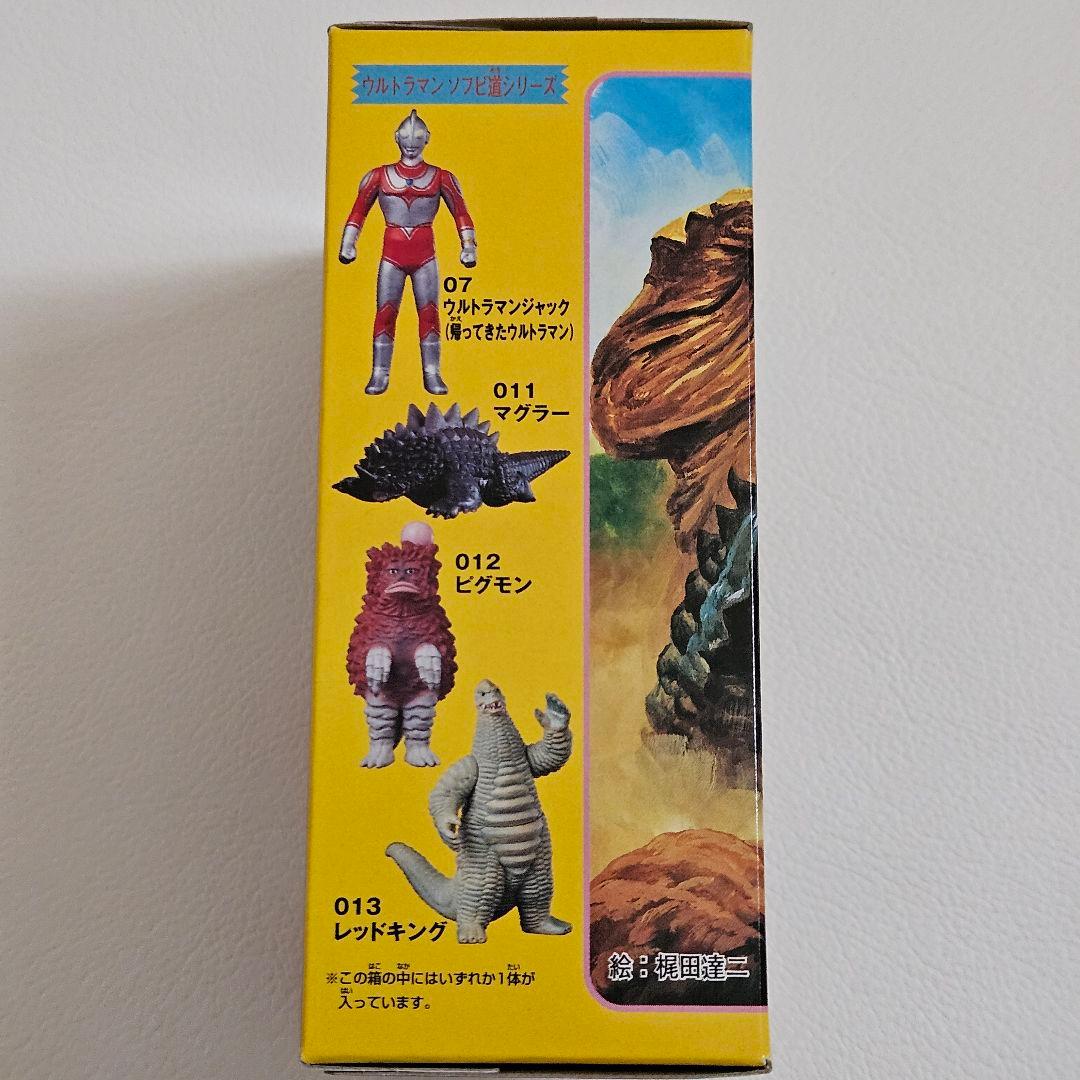 ウルトラマン ソフビ道シリーズ
07
ウルトラマンジャック
(帰ってきたウルトラマン)
011
マグラー
012
ピグモン
013
レッドキング
※この箱の中にはいずれか1体が
入っています。
絵：梶田達二